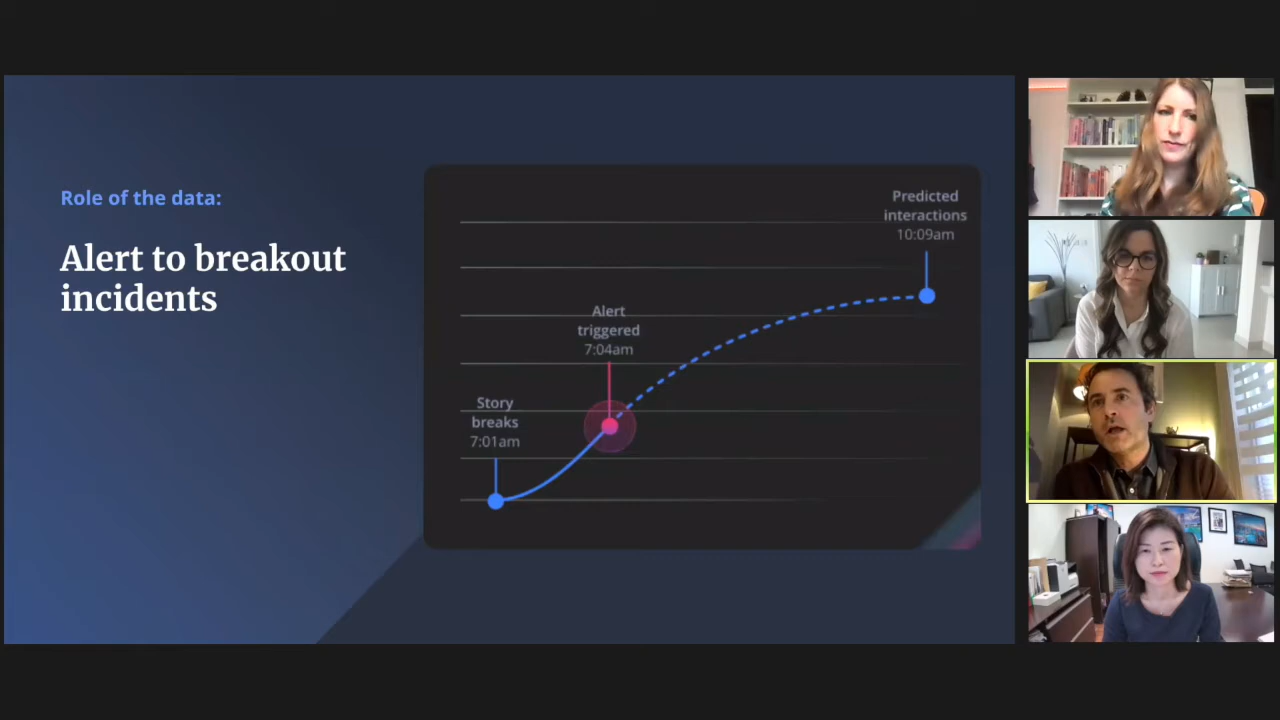 Role of the data:
Alert to breakout
incidents
Predicted
interactions
10:09am
Alert
triggered
7:04am
Story
breaks
7:01am